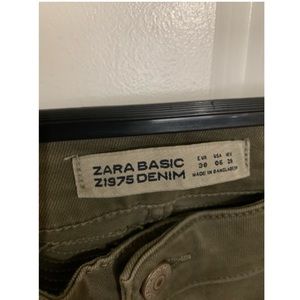 ZARA BASIC
Z1975 DENIM
EUR USA MEX
38 06 28
MADE IN BANGLADESH